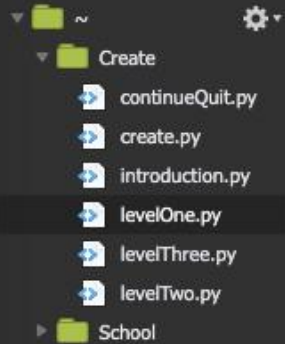 ~
Create
continueQuit.py
create.py
introduction.py
levelOne.py
levelThree.py
levelTwo.py
School